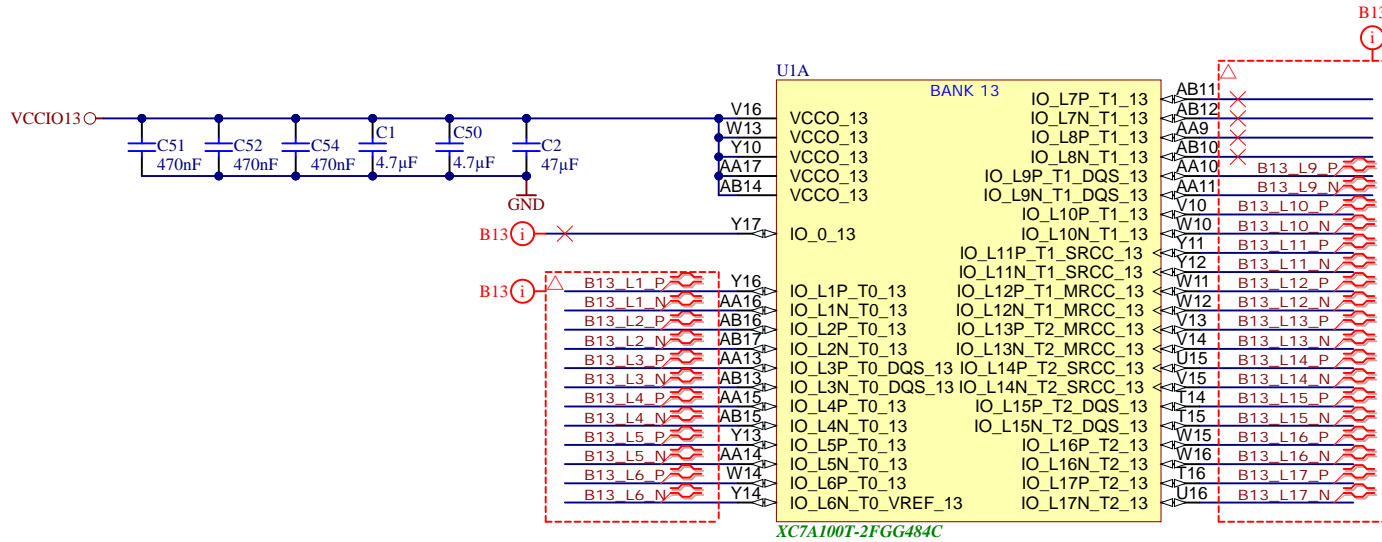 B13
U1A
BANK 13
VCCIO13
C51
470nF
C52
470nF
C54
470nF
C1
4.7µF
C50
4.7µF
C2
47µF
GND
V16 VCCO_13
W13 VCCO_13
Y10 VCCO_13
AA17 VCCO_13
AB14 VCCO_13
B13 i Y17 IO_0_13
B13 i
B13_L1_P Y16 IO_L1P_T0_13
B13_L1_N AA16 IO_L1N_T0_13
B13_L2_P AB16 IO_L2P_T0_13
B13_L2_N AB17 IO_L2N_T0_13
B13_L3_P AA13 IO_L3P_T0_DQS_13
B13_L3_N AB13 IO_L3N_T0_DQS_13
B13_L4_P AA15 IO_L4P_T0_13
B13_L4_N AB15 IO_L4N_T0_13
B13_L5_P Y13 IO_L5P_T0_13
B13_L5_N AA14 IO_L5N_T0_13
B13_L6_P W14 IO_L6P_T0_13
B13_L6_N Y14 IO_L6N_T0_VREF_13
i
IO_L7P_T1_13 AB11
IO_L7N_T1_13 AB12
IO_L8P_T1_13 AA9
IO_L8N_T1_13 AB10
IO_L9P_T1_DQS_13 AA10 B13_L9_P
IO_L9N_T1_DQS_13 AA11 B13_L9_N
IO_L10P_T1_13 V10 B13_L10_P
IO_L10N_T1_13 W10 B13_L10_N
IO_L11P_T1_SRCC_13 Y11 B13_L11_P
IO_L11N_T1_SRCC_13 Y12 B13_L11_N
IO_L12P_T1_MRCC_13 W11 B13_L12_P
IO_L12N_T1_MRCC_13 W12 B13_L12_N
IO_L13P_T2_MRCC_13 V13 B13_L13_P
IO_L13N_T2_MRCC_13 V14 B13_L13_N
IO_L14P_T2_SRCC_13 U15 B13_L14_P
IO_L14N_T2_SRCC_13 V15 B13_L14_N
IO_L15P_T2_DQS_13 T14 B13_L15_P
IO_L15N_T2_DQS_13 T15 B13_L15_N
IO_L16P_T2_13 W15 B13_L16_P
IO_L16N_T2_13 W16 B13_L16_N
IO_L17P_T2_13 T16 B13_L17_P
IO_L17N_T2_13 U16 B13_L17_N
XC7A100T-2FGG484C